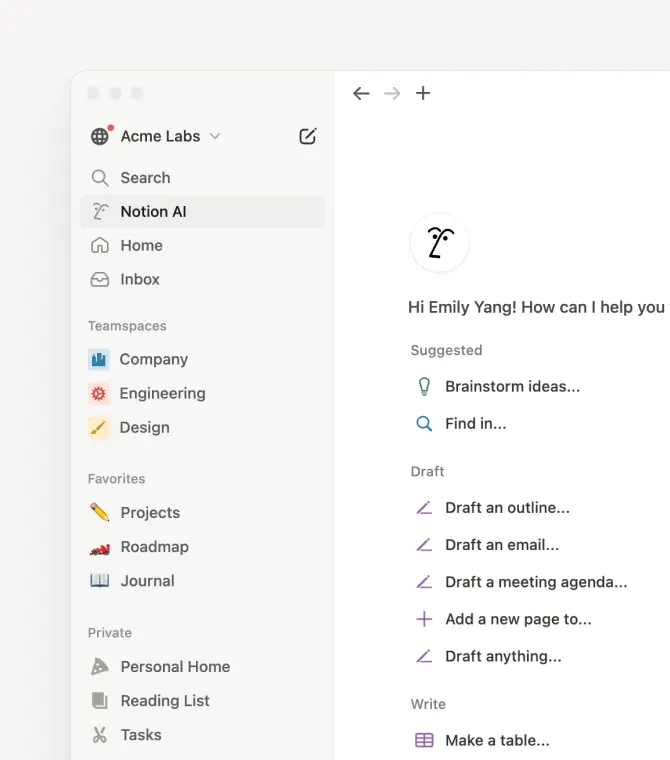 Acme Labs
Search
Notion AI
Home
Inbox
Teamspaces
Company
Engineering
Design
Favorites
Projects
Roadmap
Journal
Private
Personal Home
Reading List
Tasks
Hi Emily Yang! How can I help you
Suggested
Brainstorm ideas...
Find in...
Draft
Draft an outline...
Draft an email...
Draft a meeting agenda...
Add a new page to...
Draft anything...
Write
Make a table...